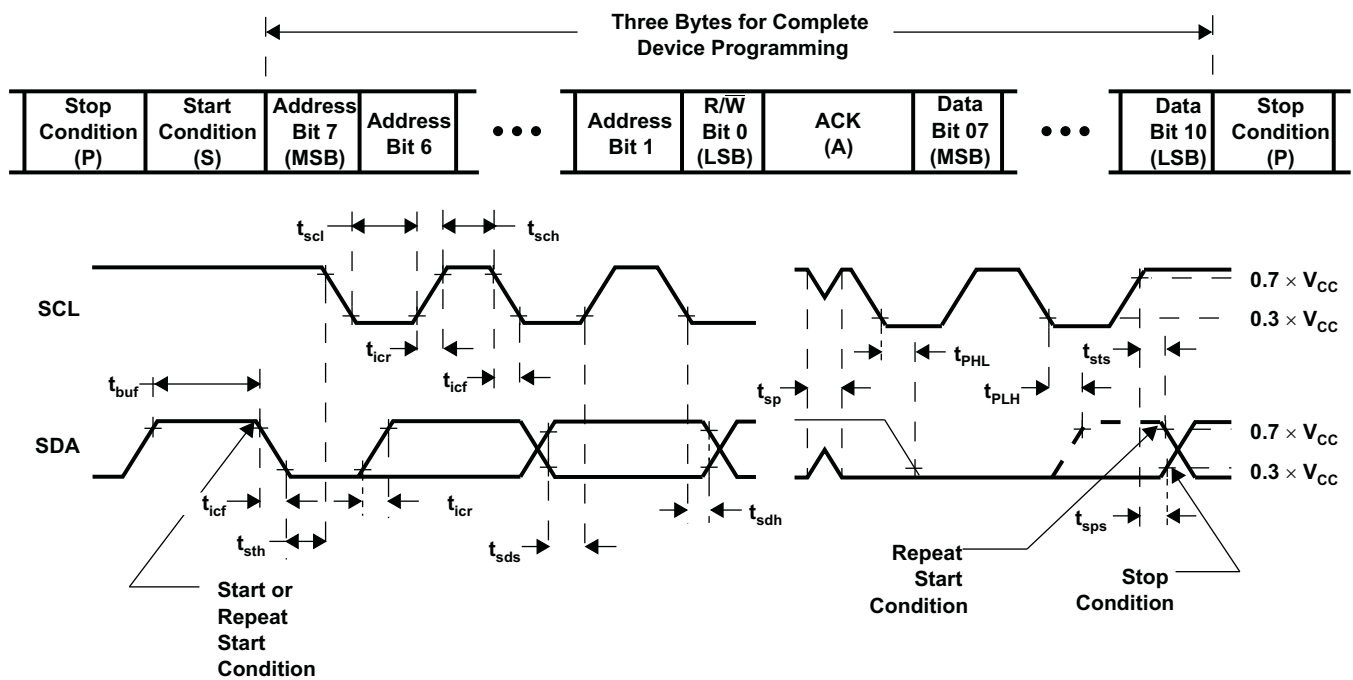 Three Bytes for Complete
Device Programming
Stop
Condition
(P)
Start
Condition
(S)
Address
Bit 7
(MSB)
Address
Bit 6
•••
Address
Bit 1
R/W̅
Bit 0
(LSB)
ACK
(A)
Data
Bit 07
(MSB)
•••
Data
Bit 10
(LSB)
Stop
Condition
(P)
tscl
tsch
SCL
0.7 × VCC
0.3 × VCC
ticr
tPHL
tsts
tbuf
ticf
tsp
tPLH
SDA
0.7 × VCC
0.3 × VCC
ticf
ticr
tsdh
tsth
tsds
tsps
Start or
Repeat
Start
Condition
Repeat
Start
Condition
Stop
Condition